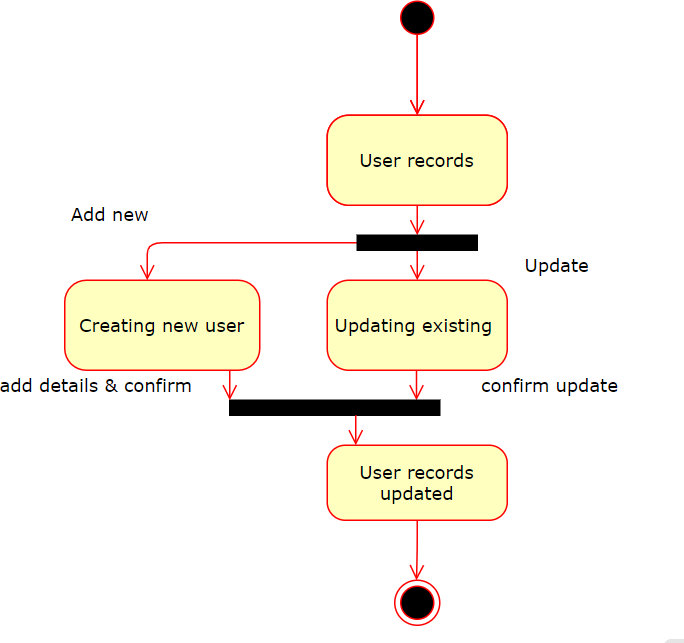 User records
Add new
Update
Creating new user
Updating existing
add details & confirm
confirm update
User records
updated